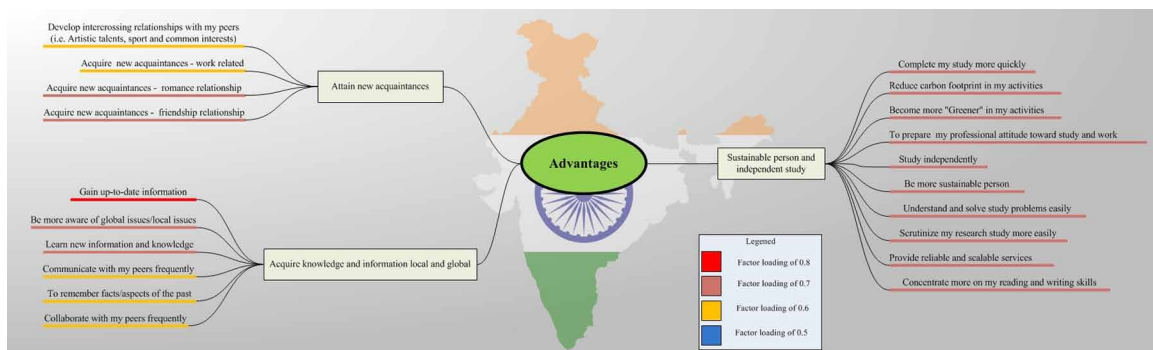 Develop intercrossing relationships with my peers
(i.e. Artistic talents, sport and common interests)
Acquire new acquaintances - work related
Acquire new acquaintances - romance relationship
Acquire new acquaintances - friendship relationship
Attain new acquaintances
Gain up-to-date information
Be more aware of global issues/local issues
Learn new information and knowledge
Communicate with my peers frequently
To remember facts/aspects of the past
Collaborate with my peers frequently
Acquire knowledge and information local and global
Advantages
Sustainable person and
independent study
Complete my study more quickly
Reduce carbon footprint in my activities
Become more "Greener" in my activities
To prepare my professional attitude toward study and work
Study independently
Be more sustainable person
Understand and solve study problems easily
Scrutinize my research study more easily
Provide reliable and scalable services
Concentrate more on my reading and writing skills
Legened
Factor loading of 0.8
Factor loading of 0.7
Factor loading of 0.6
Factor loading of 0.5